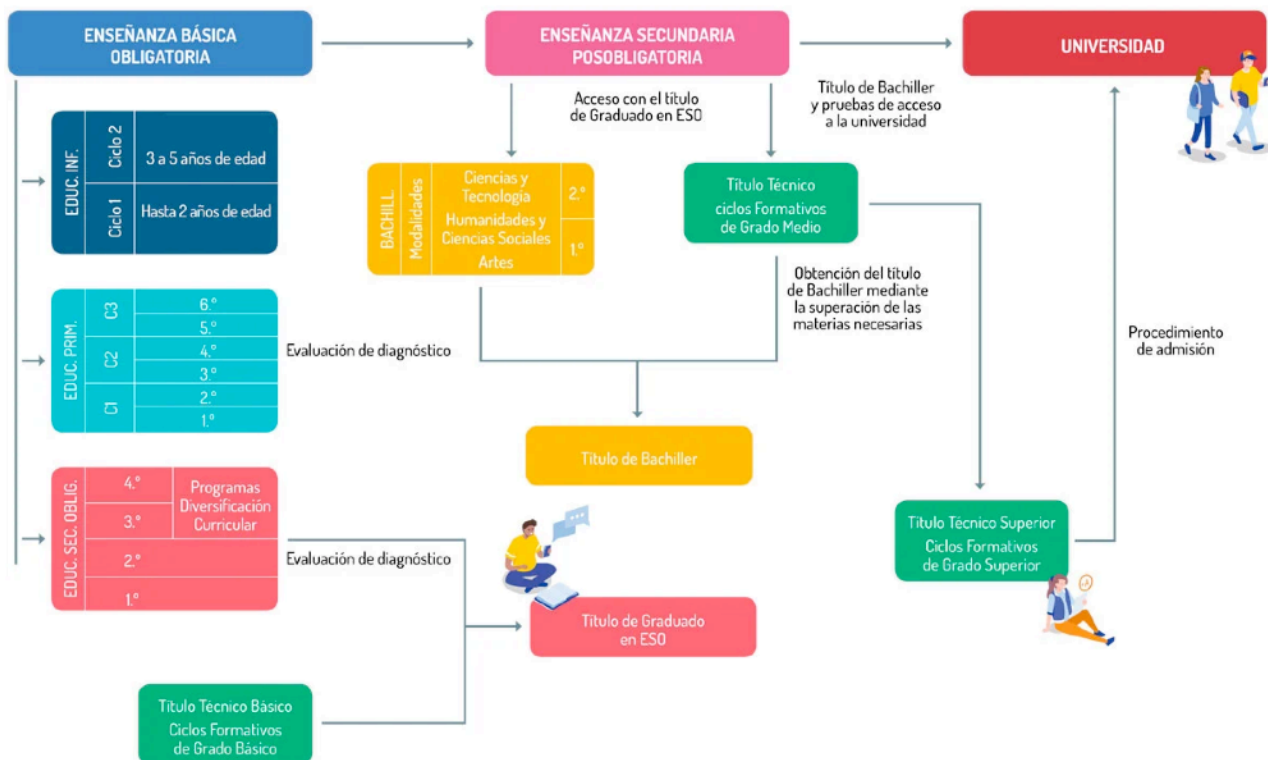 ENSEÑANZA BÁSICA
OBLIGATORIA
ENSEÑANZA SECUNDARIA
POSOBLIGATORIA
UNIVERSIDAD
Acceso con el título
de Graduado en ESO
Título de Bachiller
y pruebas de acceso
a la universidad
EDUC. INF.
Ciclo 2
3 a 5 años de edad
Ciclo 1
Hasta 2 años de edad
BACHILL.
Modalidades
Ciencias y
Tecnología
Humanidades y
Ciencias Sociales
Artes
2.º
1.º
Título Técnico
ciclos Formativos
de Grado Medio
Obtención del título
de Bachiller mediante
la superación de las
materias necesarias
Procedimiento
de admisión
EDUC. PRIM.
C3
6.º
5.º
C2
4.º
3.º
C1
2.º
1.º
Evaluación de diagnóstico
Título de Bachiller
EDUC. SEC. OBLIG.
4.º
3.º
Programas
Diversificación
Curricular
2.º
1.º
Evaluación de diagnóstico
Título Técnico Superior
Ciclos Formativos
de Grado Superior
Título de Graduado
en ESO
Título Técnico Básico
Ciclos Formativos
de Grado Básico